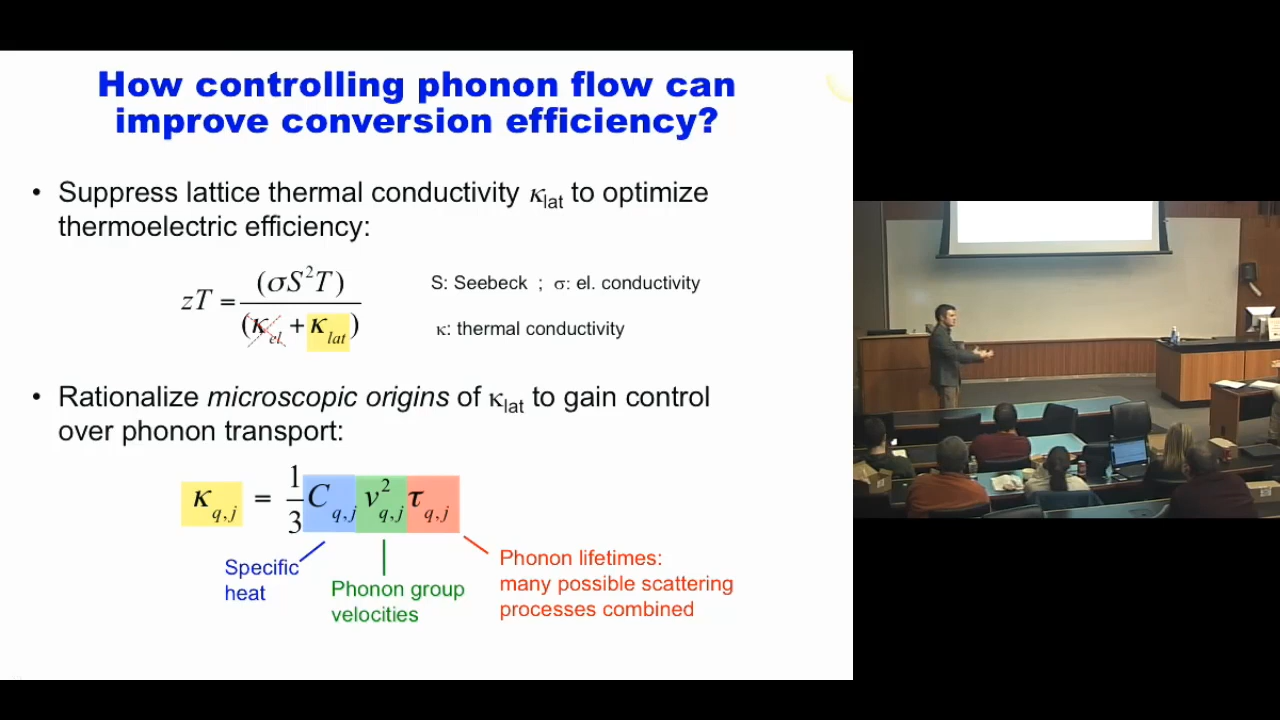 How controlling phonon flow can
improve conversion efficiency?
• Suppress lattice thermal conductivity κlat to optimize
thermoelectric efficiency:
zT = (σS²T) / (κel + κlat)
S: Seebeck ; σ: el. conductivity
κ: thermal conductivity
• Rationalize microscopic origins of κlat to gain control
over phonon transport:
κq,j = 1/3 Cq,j v²q,j τq,j
Specific
heat
Phonon group
velocities
Phonon lifetimes:
many possible scattering
processes combined